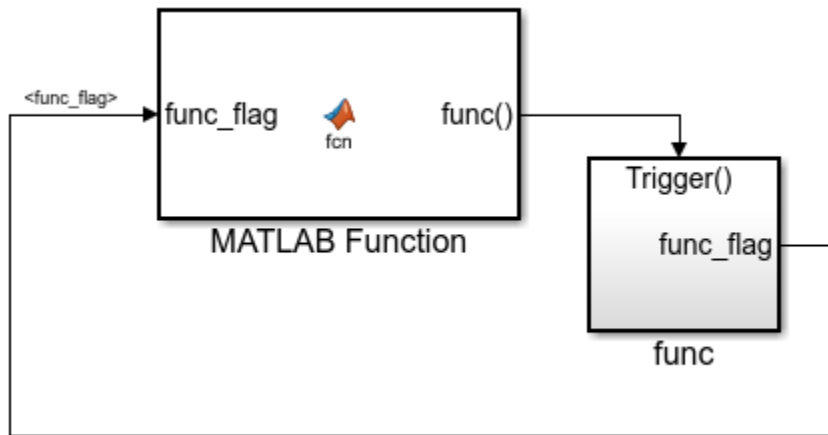 <func_flag>
func_flag
fcn
func()
MATLAB Function
Trigger()
func_flag
func